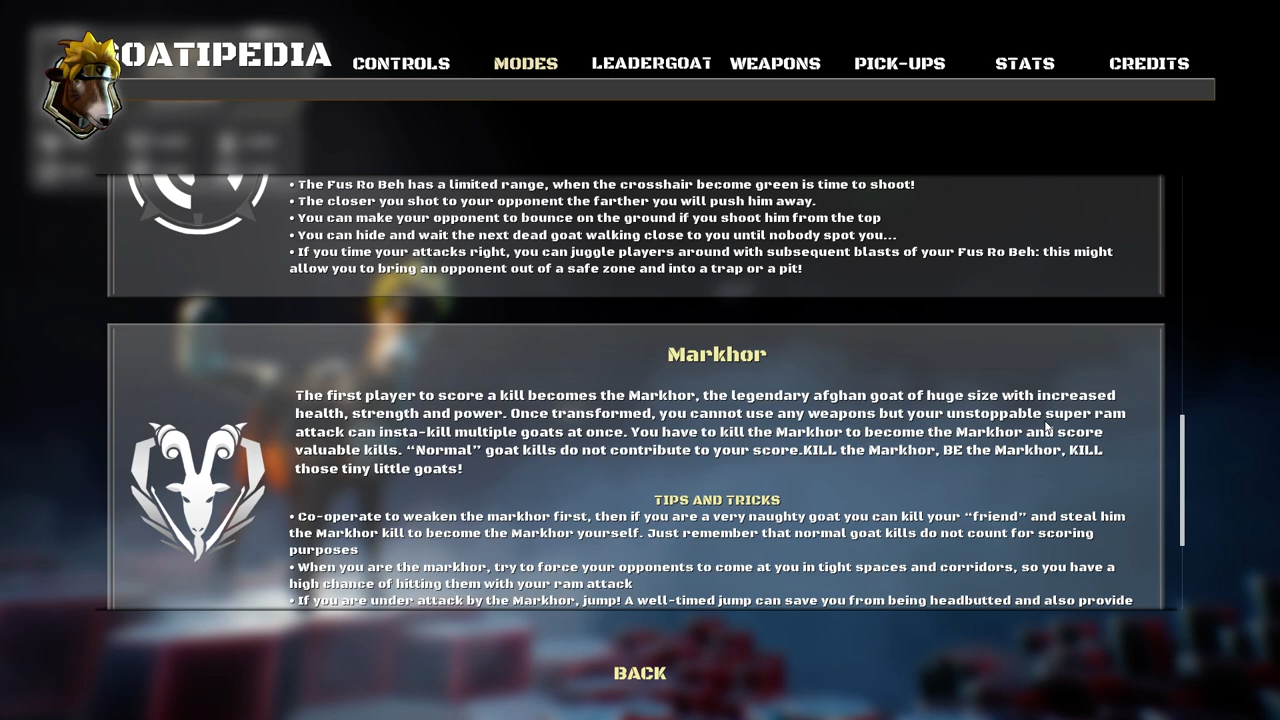 GOATIPEDIA
CONTROLS MODES LEADERGOAT WEAPONS PICK-UPS STATS CREDITS
• The Fus Ro Beh has a limited range, when the crosshair become green is time to shoot!
• The closer you shot to your opponent the farther you will push him away.
• You can make your opponent to bounce on the ground if you shoot him from the top
• You can hide and wait the next dead goat walking close to you until nobody spot you...
• If you time your attacks right, you can juggle players around with subsequent blasts of your Fus Ro Beh: this might
allow you to bring an opponent out of a safe zone and into a trap or a pit!
Markhor
The first player to score a kill becomes the Markhor, the legendary afghan goat of huge size with increased
health, strength and power. Once transformed, you cannot use any weapons but your unstoppable super ram
attack can insta-kill multiple goats at once. You have to kill the Markhor to become the Markhor and score
valuable kills. “Normal” goat kills do not contribute to your score.KILL the Markhor, BE the Markhor, KILL
those tiny little goats!
TIPS AND TRICKS
• Co-operate to weaken the markhor first, then if you are a very naughty goat you can kill your “friend” and steal him
the Markhor kill to become the Markhor yourself. Just remember that normal goat kills do not count for scoring
purposes
• When you are the markhor, try to force your opponents to come at you in tight spaces and corridors, so you have a
high chance of hitting them with your ram attack
• If you are under attack by the Markhor, jump! A well-timed jump can save you from being headbutted and also provide
BACK